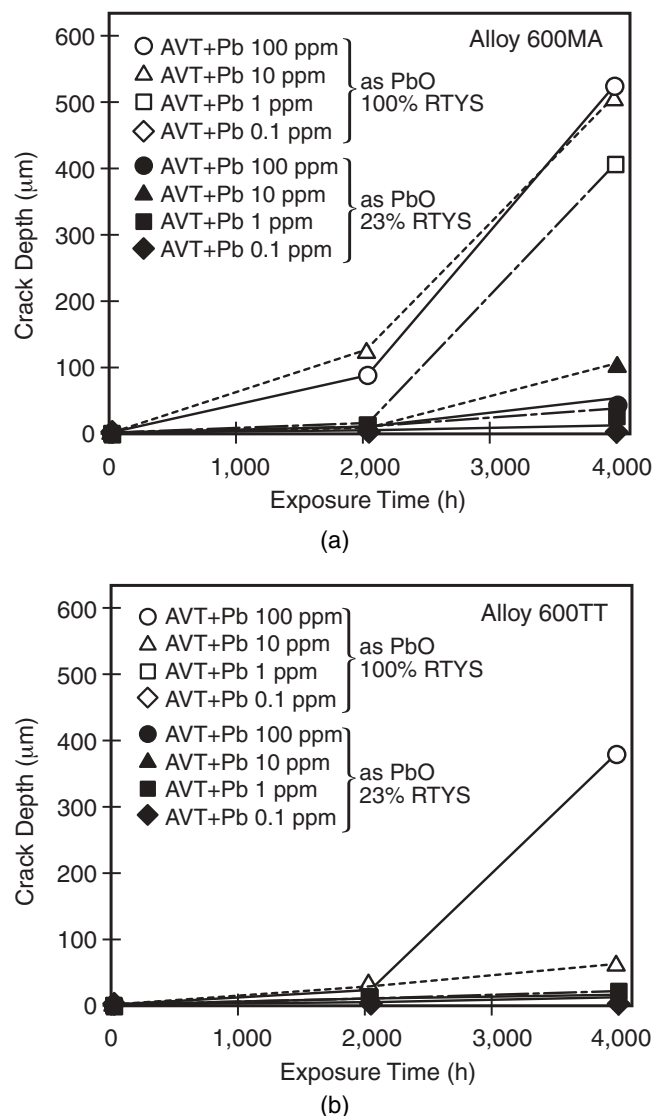 600
500
400
300
200
100
0
Crack Depth (μm)
Alloy 600MA
AVT+Pb 100 ppm
AVT+Pb 10 ppm
AVT+Pb 1 ppm
AVT+Pb 0.1 ppm
as PbO
100% RTYS
AVT+Pb 100 ppm
AVT+Pb 10 ppm
AVT+Pb 1 ppm
AVT+Pb 0.1 ppm
as PbO
23% RTYS
0 1,000 2,000 3,000 4,000
Exposure Time (h)
(a)
600
500
400
300
200
100
0
Crack Depth (μm)
Alloy 600TT
AVT+Pb 100 ppm
AVT+Pb 10 ppm
AVT+Pb 1 ppm
AVT+Pb 0.1 ppm
as PbO
100% RTYS
AVT+Pb 100 ppm
AVT+Pb 10 ppm
AVT+Pb 1 ppm
AVT+Pb 0.1 ppm
as PbO
23% RTYS
0 1,000 2,000 3,000 4,000
Exposure Time (h)
(b)